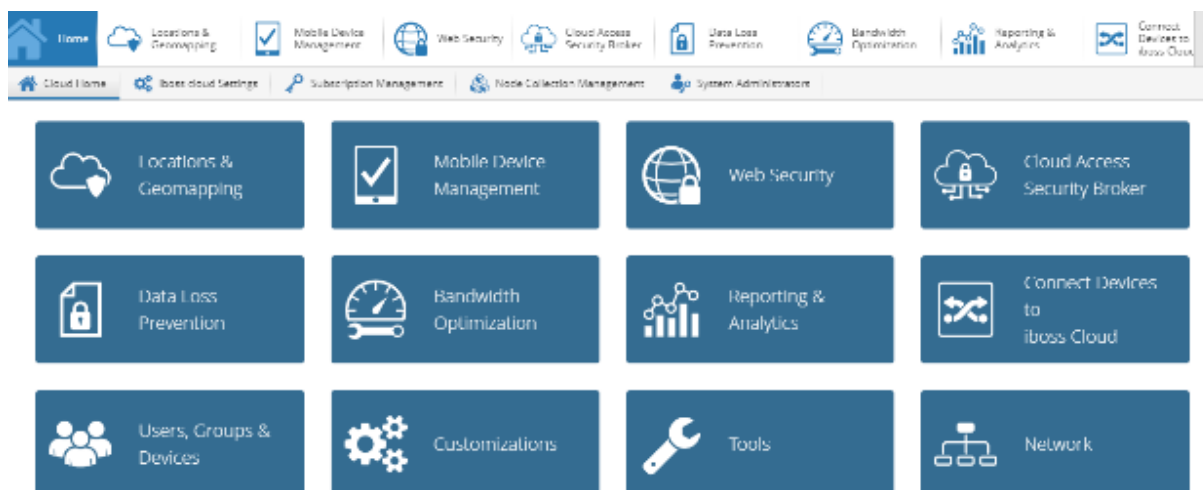 Home
Locations &
Geomapping
Mobile Device
Management
Web Security
Cloud Access
Security Broker
Data Loss
Prevention
Bandwidth
Optimization
Reporting &
Analytics
Connect
Devices to
iboss Cloud
Cloud Home
iboss cloud Settings
Subscription Management
Node Collection Management
System Administrators
Locations &
Geomapping
Mobile Device
Management
Web Security
Cloud Access
Security Broker
Data Loss
Prevention
Bandwidth
Optimization
Reporting &
Analytics
Connect Devices
to
iboss Cloud
Users, Groups &
Devices
Customizations
Tools
Network